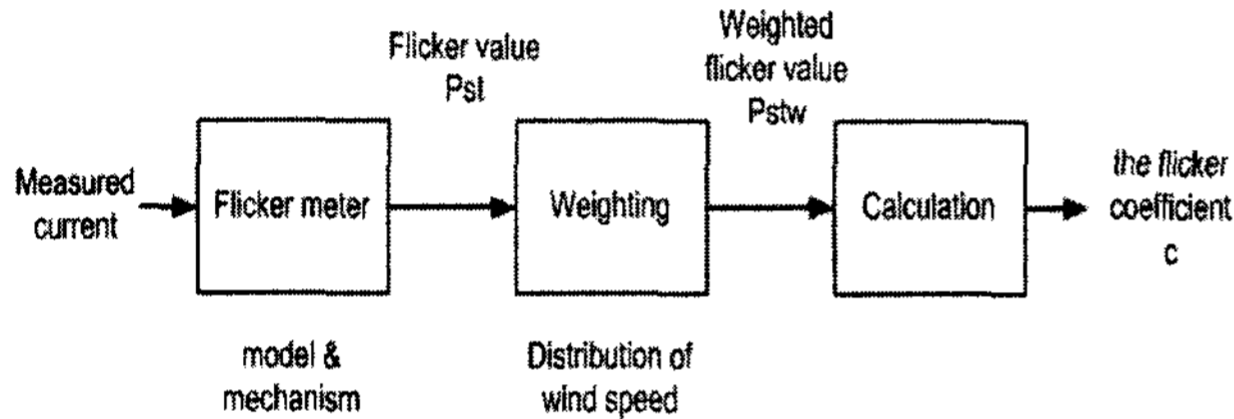 Flicker value
Pst
Weighted
flicker value
Pstw
Measured
current
Flicker meter
Weighting
Calculation
the flicker
coefficient
c
model &
mechanism
Distribution of
wind speed